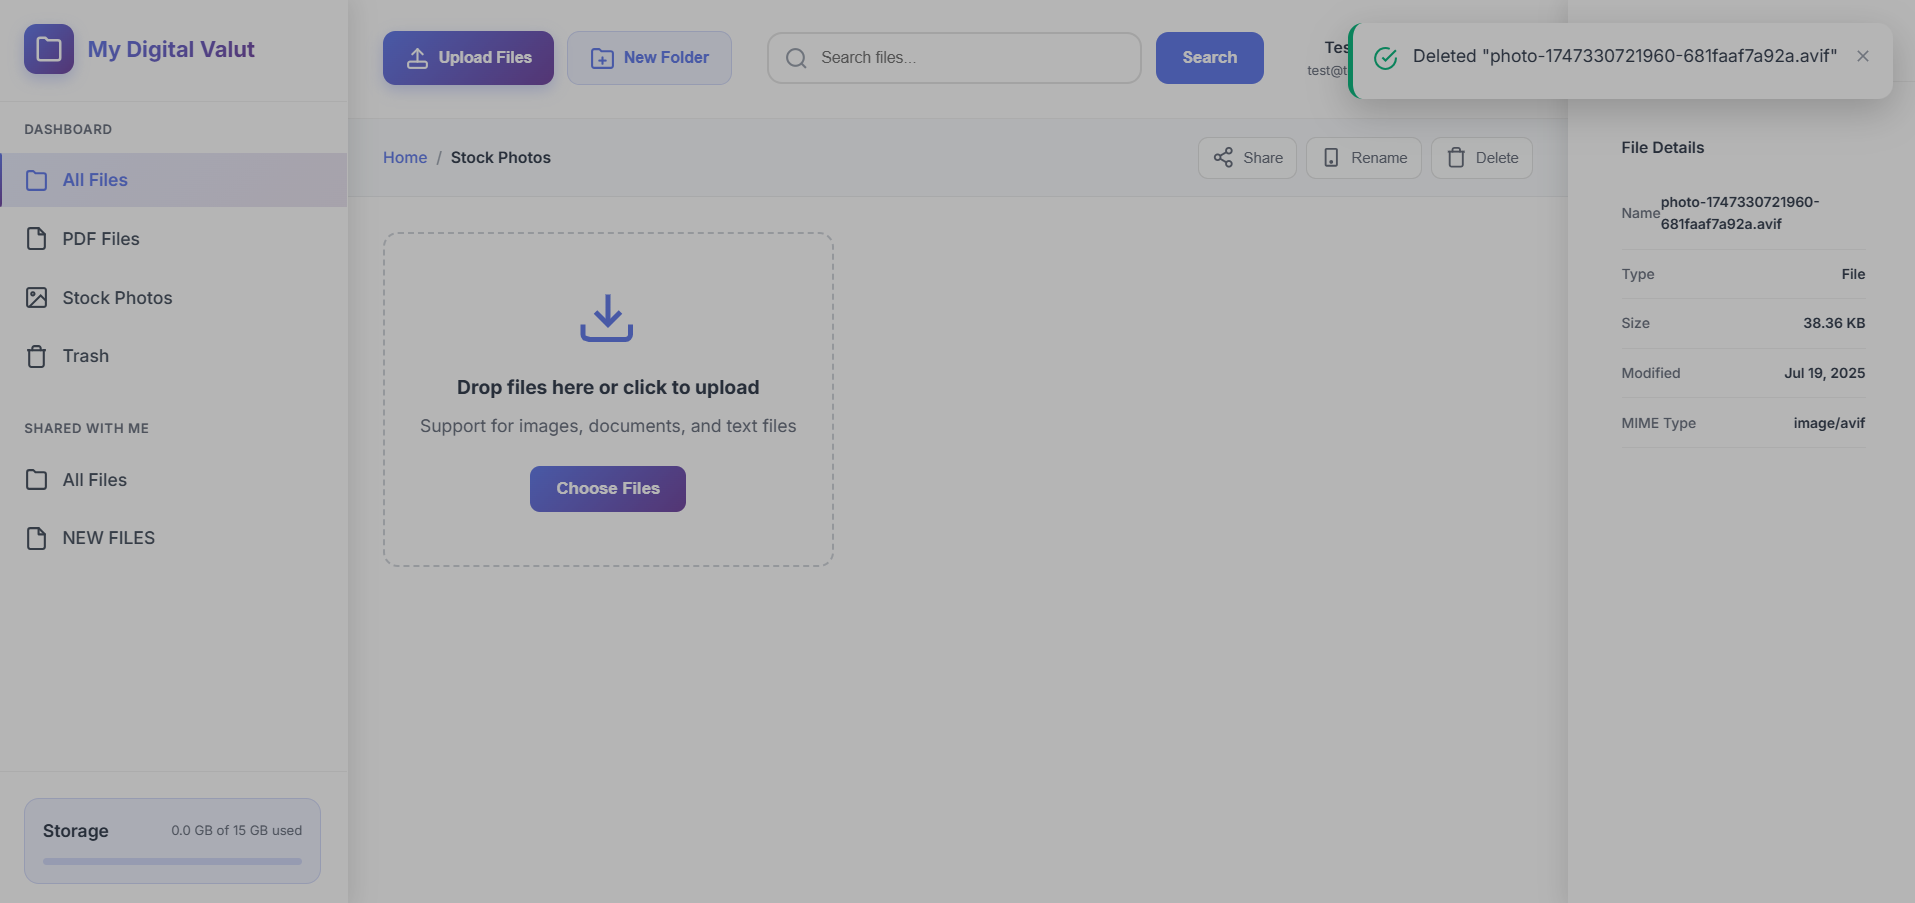 My Digital Valut
DASHBOARD
All Files
PDF Files
Stock Photos
Trash
SHARED WITH ME
All Files
NEW FILES
Storage
0.0 GB of 15 GB used
Upload Files
New Folder
Search files...
Search
Tes
test@t
Deleted "photo-1747330721960-681faaf7a92a.avif"
Home / Stock Photos
Share
Rename
Delete
Drop files here or click to upload
Support for images, documents, and text files
Choose Files
File Details
Name
photo-1747330721960-
681faaf7a92a.avif
Type
File
Size
38.36 KB
Modified
Jul 19, 2025
MIME Type
image/avif